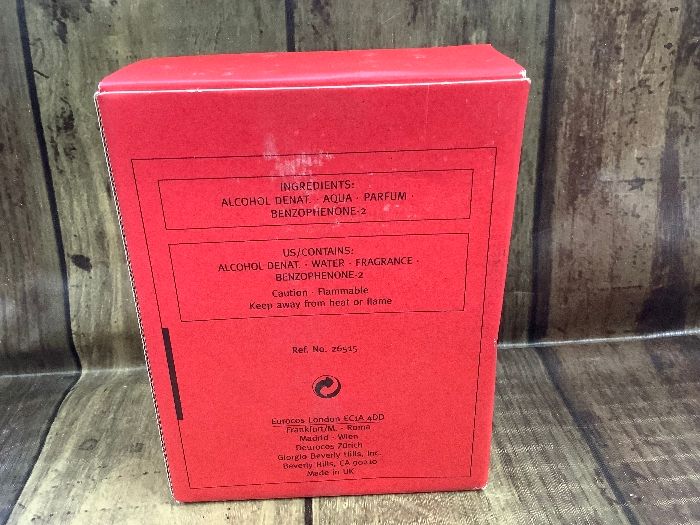 INGREDIENTS:
ALCOHOL DENAT. · AQUA · PARFUM ·
BENZOPHENONE-2
US/CONTAINS:
ALCOHOL DENAT. · WATER · FRAGRANCE ·
BENZOPHENONE-2
Caution · Flammable
Keep away from heat or flame
Ref. No. 26515
Eurocos London EC1A 4DD
Frankfurt/M. · Roma
Madrid · Wien
Neurocos Zürich
Giorgio Beverly Hills, Inc.
Beverly Hills, CA 90210
Made in UK